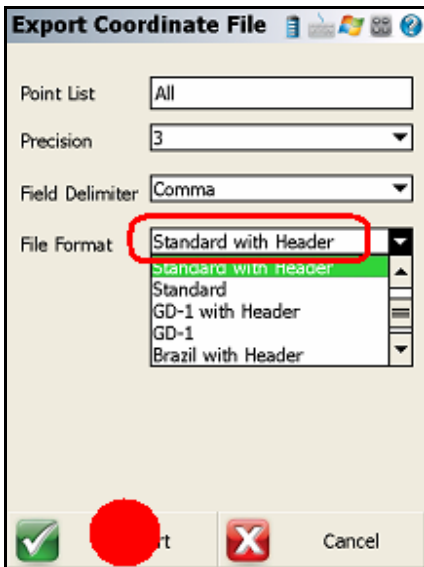 Export Coordinate File
Point List All
Precision 3
Field Delimiter Comma
File Format Standard with Header
Standard with Header
Standard
GD-1 with Header
GD-1
Brazil with Header
Cancel